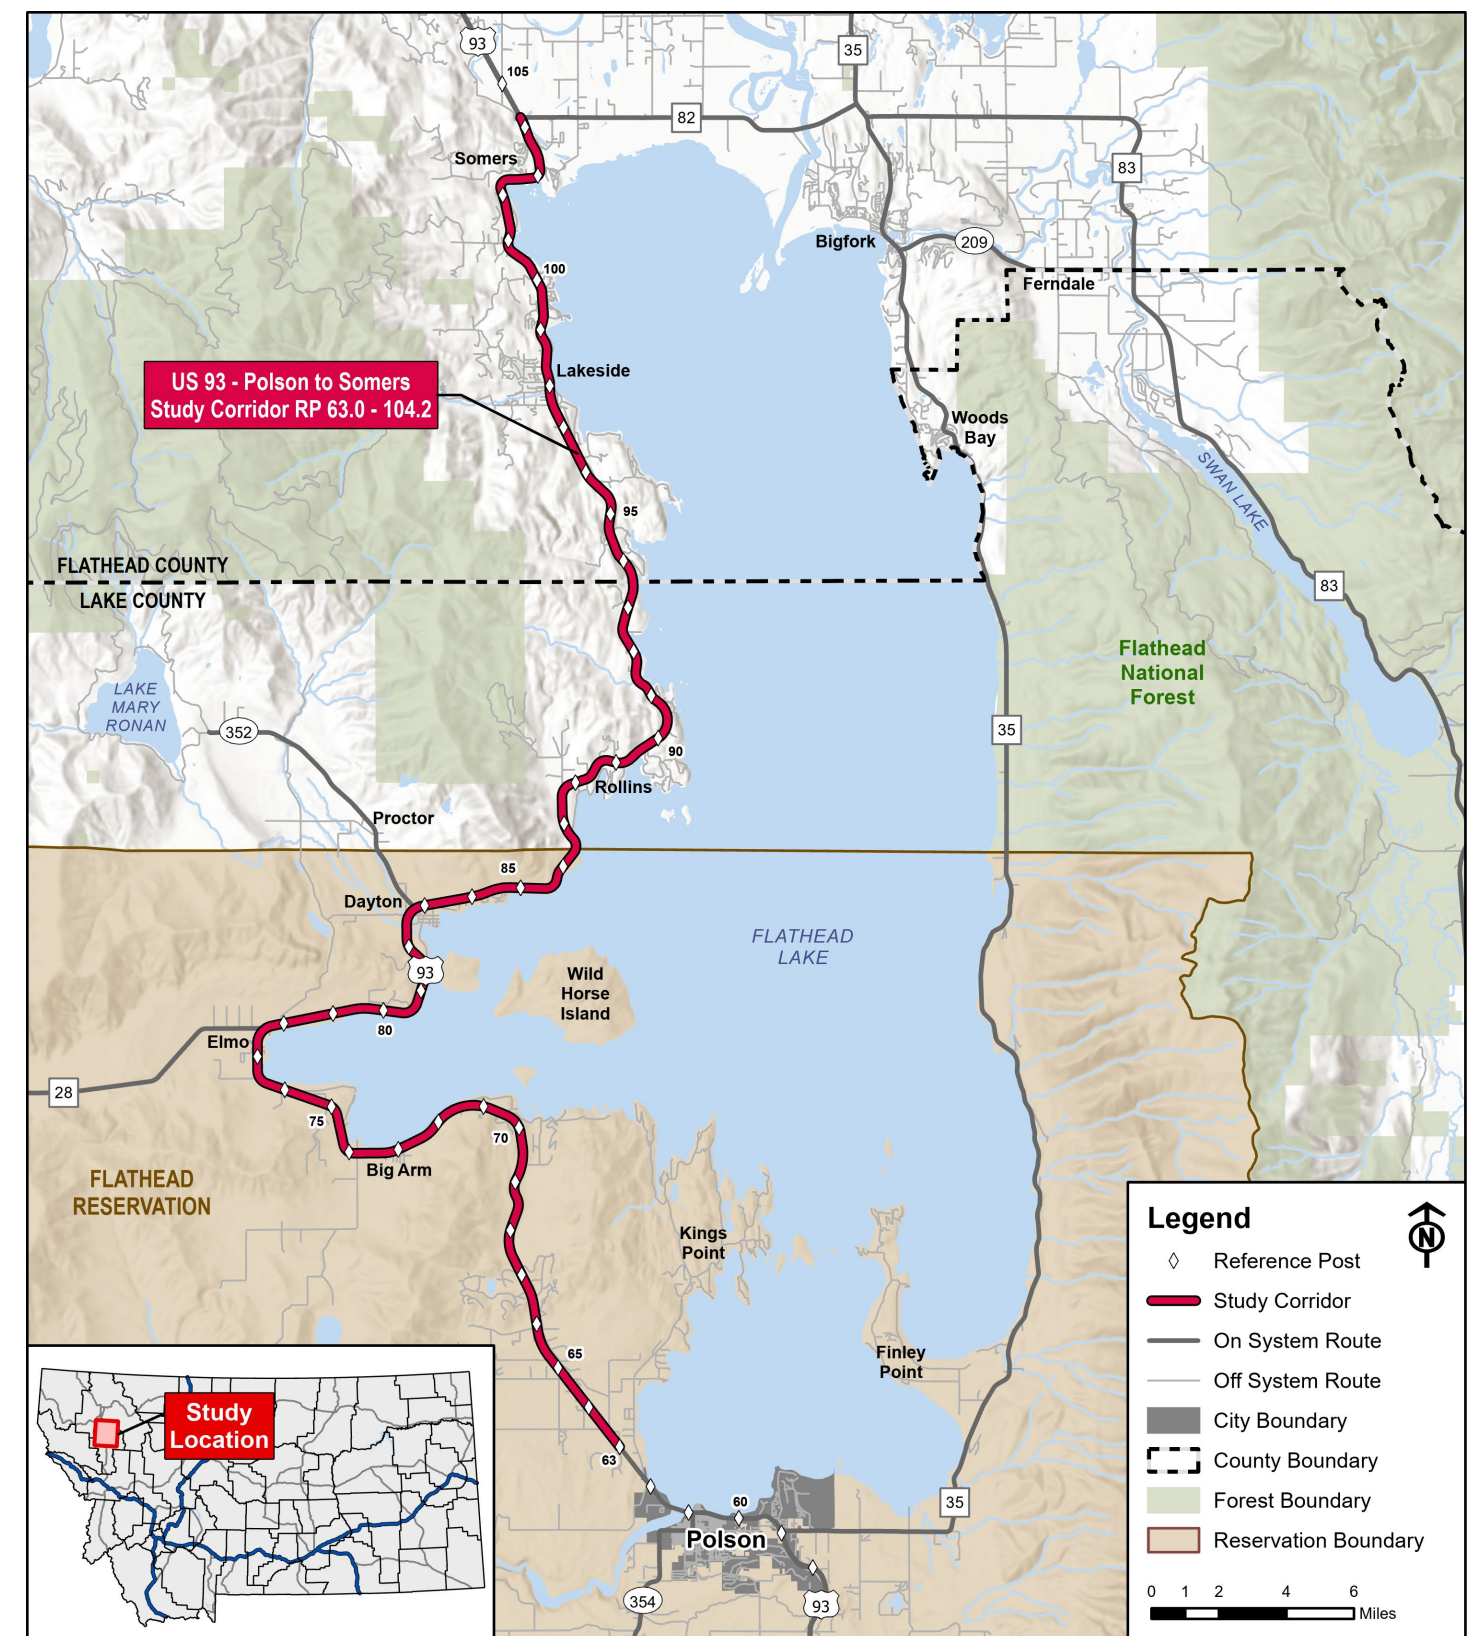 93
35
105
82
Somers
83
Bigfork
209
100
Ferndale
Lakeside
US 93 - Polson to Somers
Study Corridor RP 63.0 - 104.2
Woods
Bay
SWAN LAKE
95
FLATHEAD COUNTY
LAKE COUNTY
83
Flathead
National
Forest
LAKE
MARY
RONAN
352
35
90
Rollins
Proctor
85
Dayton
FLATHEAD
LAKE
93
Wild
Horse
Island
80
Elmo
28
75
70
Big Arm
FLATHEAD
RESERVATION
Kings
Point
Finley
Point
65
63
60
Polson
35
354
93
Study
Location
Legend
N
Reference Post
Study Corridor
On System Route
Off System Route
City Boundary
County Boundary
Forest Boundary
Reservation Boundary
0 1 2 4 6
Miles